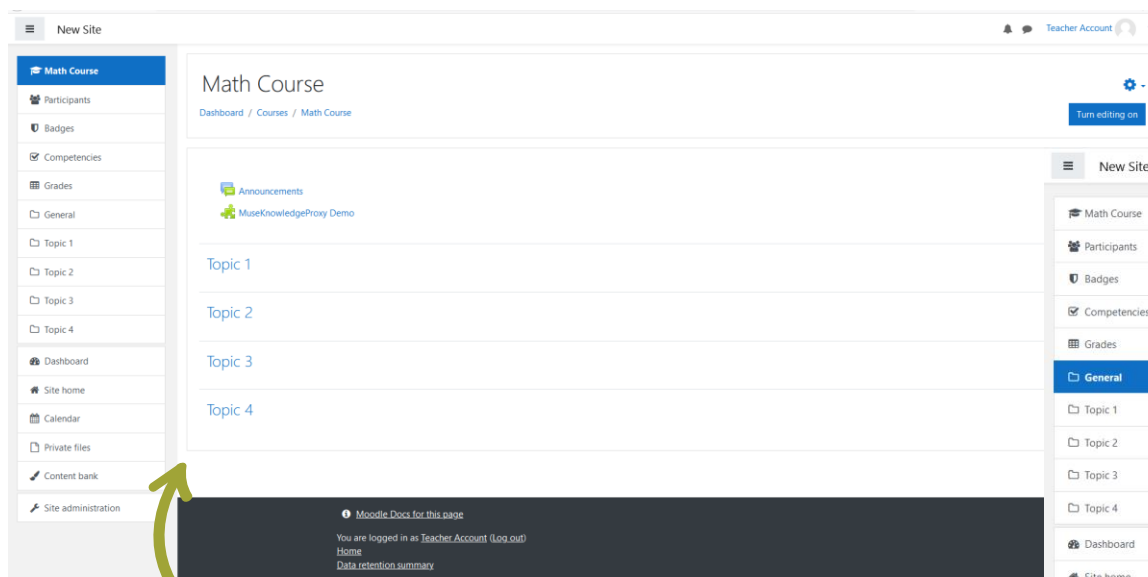 New Site
Teacher Account
Math Course
Participants
Badges
Competencies
Grades
General
Topic 1
Topic 2
Topic 3
Topic 4
Dashboard
Site home
Calendar
Private files
Content bank
Site administration
Math Course
Dashboard / Courses / Math Course
Turn editing on
Announcements
MuseKnowledgeProxy Demo
Topic 1
Topic 2
Topic 3
Topic 4
Moodle Docs for this page
You are logged in as Teacher Account (Log out)
Home
Data retention summary
New Site
Math Course
Participants
Badges
Competencies
Grades
General
Topic 1
Topic 2
Topic 3
Topic 4
Dashboard
Site home